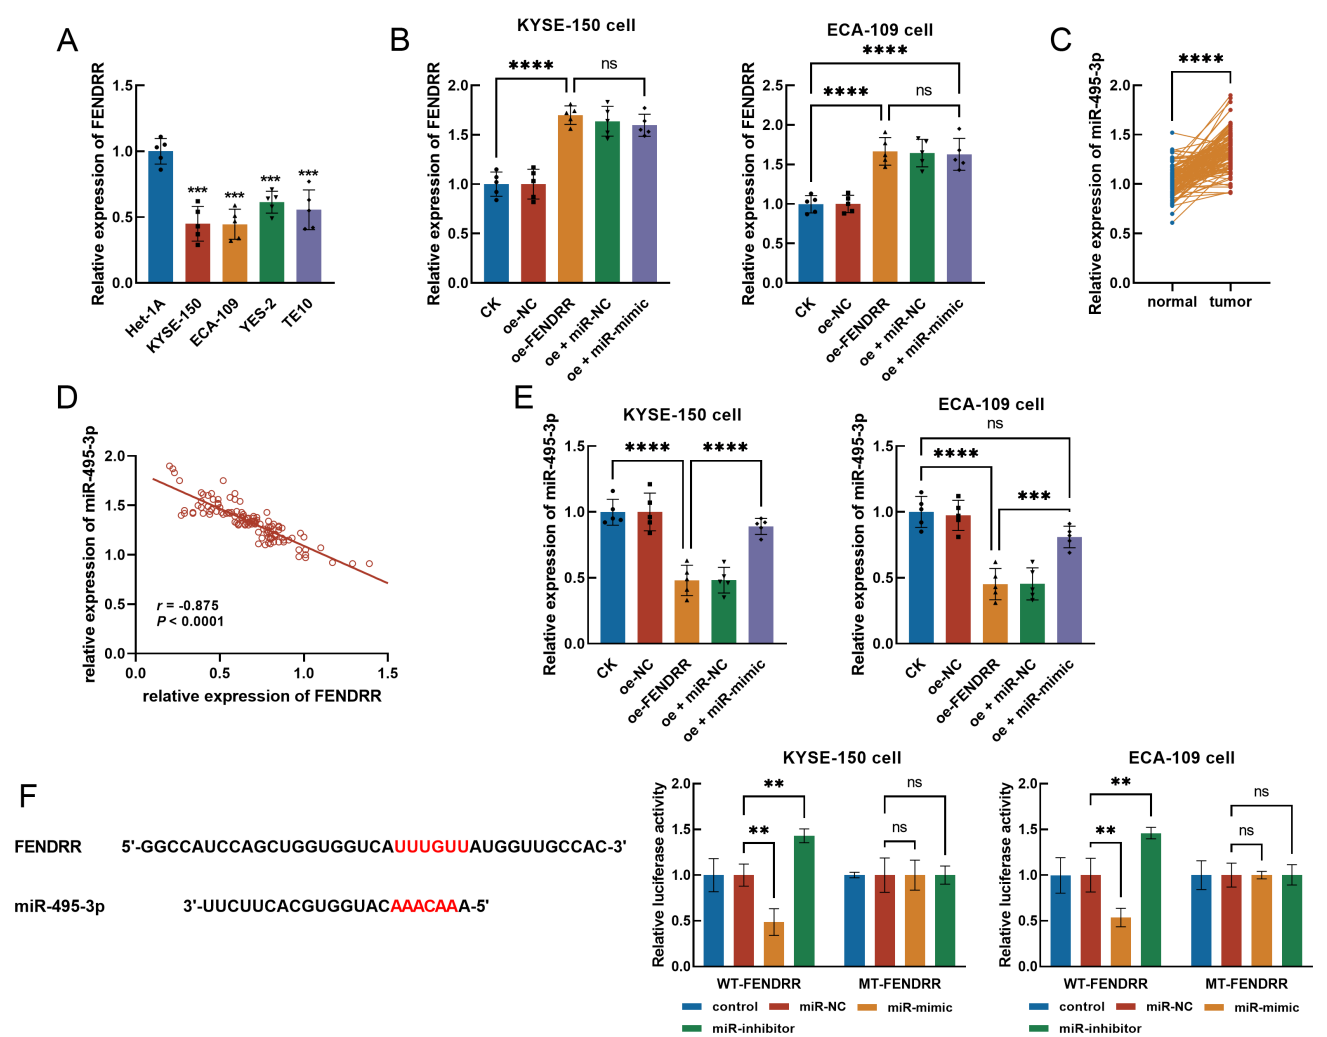 A
Relative expression of FENDRR
1.5
1.0
0.5
0.0
***
***
***
***
Het-1A
KYSE-150
ECA-109
YES-2
TE10
B
KYSE-150 cell
Relative expression of FENDRR
2.0
1.5
1.0
0.5
0.0
****
ns
CK
oe-NC
oe-FENDRR
oe + miR-NC
oe + miR-mimic
ECA-109 cell
Relative expression of FENDRR
2.5
2.0
1.5
1.0
0.5
0.0
****
****
ns
CK
oe-NC
oe-FENDRR
oe + miR-NC
oe + miR-mimic
C
Relative expression of miR-495-3p
2.0
1.5
1.0
0.5
0.0
****
normal
tumor
D
relative expression of miR-495-3p
2.0
1.5
1.0
0.5
0.0
r = -0.875
P < 0.0001
0.0
0.5
1.0
1.5
relative expression of FENDRR
E
KYSE-150 cell
Relative expression of miR-495-3p
1.5
1.0
0.5
0.0
****
****
CK
oe-NC
oe-FENDRR
oe + miR-NC
oe + miR-mimic
ECA-109 cell
Relative expression of miR-495-3p
1.5
1.0
0.5
0.0
ns
****
***
CK
oe-NC
oe-FENDRR
oe + miR-NC
oe + miR-mimic
F
FENDRR 5'-GGCCAUCCAGCUGGUGGUCAUUUGUUAUGGUUGCCAC-3'
miR-495-3p 3'-UUCUUCACGUGGUACAAACAAA-5'
KYSE-150 cell
Relative luciferase activity
2.0
1.5
1.0
0.5
0.0
**
**
ns
ns
WT-FENDRR
MT-FENDRR
control
miR-NC
miR-mimic
miR-inhibitor
ECA-109 cell
Relative luciferase activity
2.0
1.5
1.0
0.5
0.0
**
**
ns
ns
WT-FENDRR
MT-FENDRR
control
miR-NC
miR-mimic
miR-inhibitor